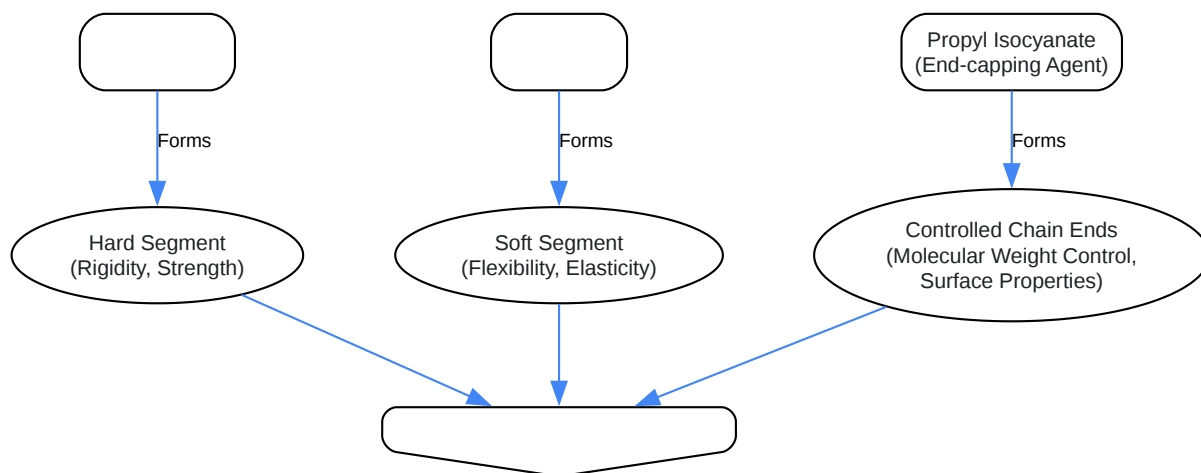 Propyl Isocyanate
(End-capping Agent)
Forms
Forms
Forms
Hard Segment
(Rigidity, Strength)
Soft Segment
(Flexibility, Elasticity)
Controlled Chain Ends
(Molecular Weight Control,
Surface Properties)